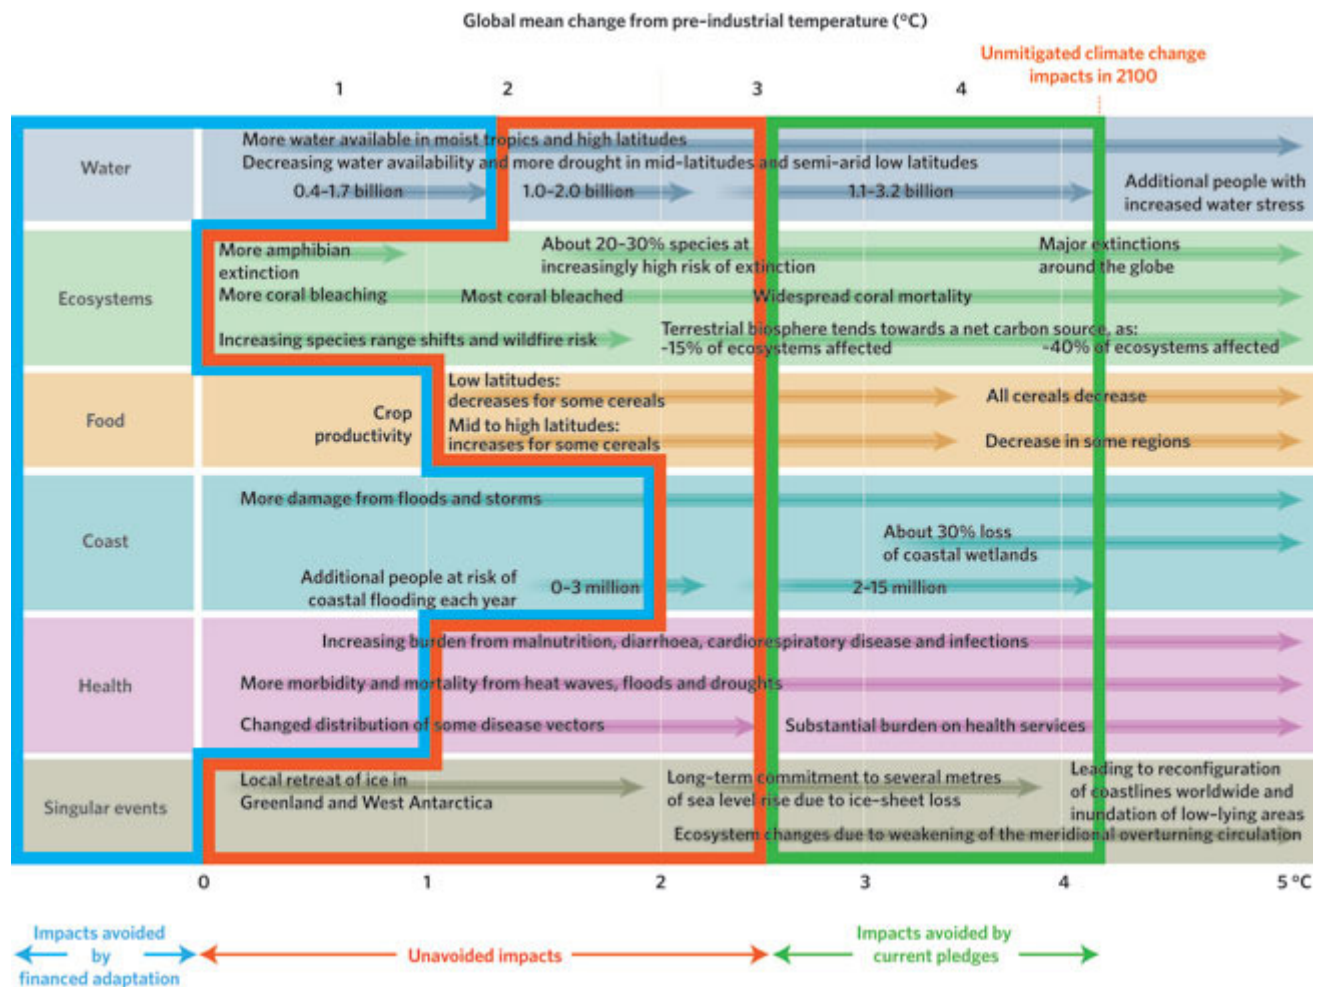 Global mean change from pre-industrial temperature (°C)
Unmitigated climate change
impacts in 2100
1 2 3 4
Water
More water available in moist tropics and high latitudes
Decreasing water availability and more drought in mid-latitudes and semi-arid low latitudes
0.4–1.7 billion 1.0–2.0 billion 1.1–3.2 billion
Additional people with
increased water stress
Ecosystems
More amphibian
extinction
About 20–30% species at
increasingly high risk of extinction
Major extinctions
around the globe
More coral bleaching Most coral bleached Widespread coral mortality
Increasing species range shifts and wildfire risk
Terrestrial biosphere tends towards a net carbon source, as:
-15% of ecosystems affected -40% of ecosystems affected
Food
Crop
productivity
Low latitudes:
decreases for some cereals
All cereals decrease
Mid to high latitudes:
increases for some cereals
Decrease in some regions
Coast
More damage from floods and storms
About 30% loss
of coastal wetlands
Additional people at risk of
coastal flooding each year
0–3 million 2–15 million
Health
Increasing burden from malnutrition, diarrhoea, cardiorespiratory disease and infections
More morbidity and mortality from heat waves, floods and droughts
Changed distribution of some disease vectors Substantial burden on health services
Singular events
Local retreat of ice in
Greenland and West Antarctica
Long-term commitment to several metres
of sea level rise due to ice-sheet loss
Leading to reconfiguration
of coastlines worldwide and
inundation of low-lying areas
Ecosystem changes due to weakening of the meridional overturning circulation
0 1 2 3 4 5 °C
Impacts avoided
by
financed adaptation
Unavoided impacts
Impacts avoided by
current pledges